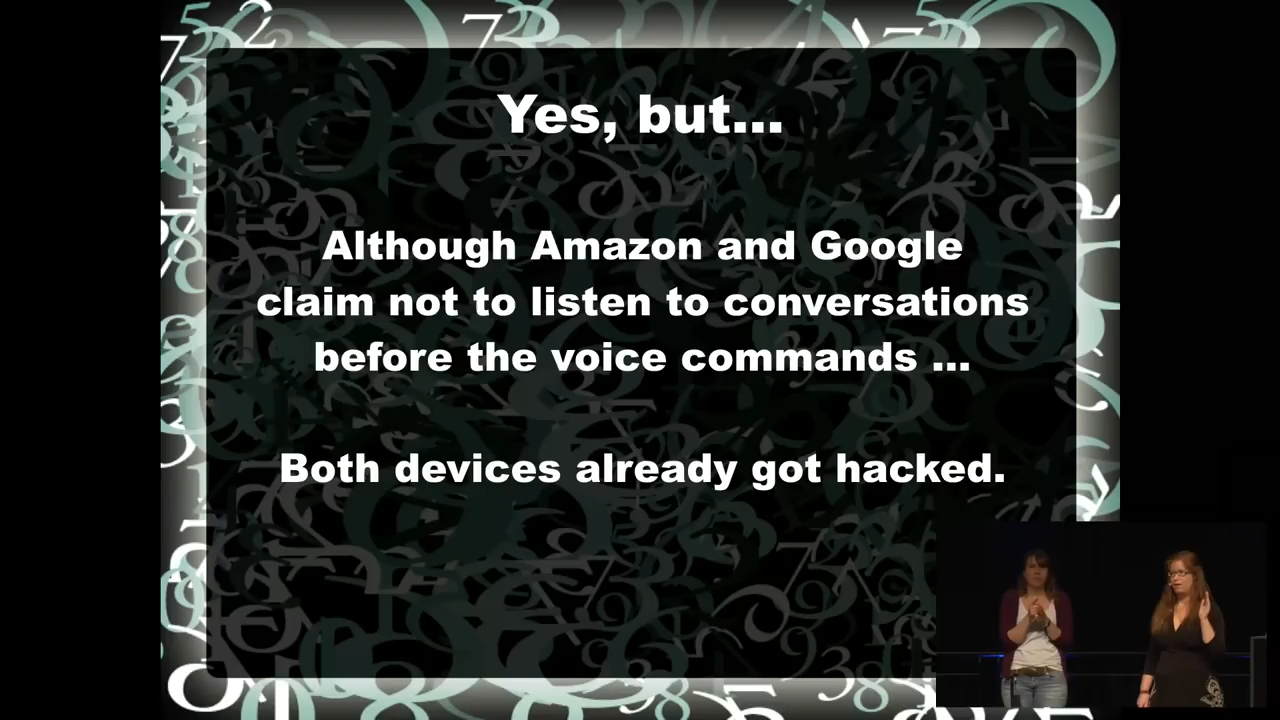 Yes, but...
Although Amazon and Google
claim not to listen to conversations
before the voice commands ...
Both devices already got hacked.